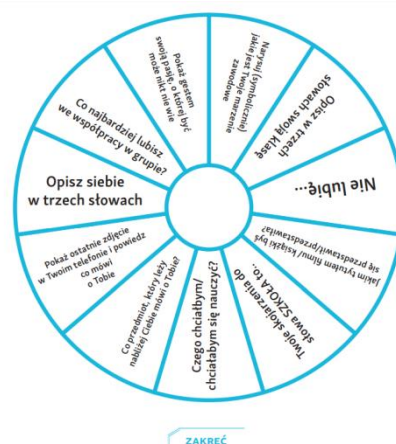 Pokaż gestem
swoją pasję, o której być
może nikt nie wie
Narysuj (symbolicznie)
jakie jest Twoje marzenie
zawodowe
Opisz w trzech
słowach swoją klasę
Nie lubię...
Jakim tytułem filmu/ książki byś
się przedstawił/przedstawiła?
Twoje skojarzenia do
słowa SZKOŁA to...
Czego chciałbym/
chciałabym się nauczyć?
Co przedmiot, który leży
nabliżej Ciebie mówi o Tobie?
Pokaż ostatnie zdjęcie
w Twoim telefonie i powiedz
co mówi
o Tobie
Opisz siebie
w trzech słowach
Co najbardziej lubisz
we współpracy w grupie?
ZAKRĘĆ